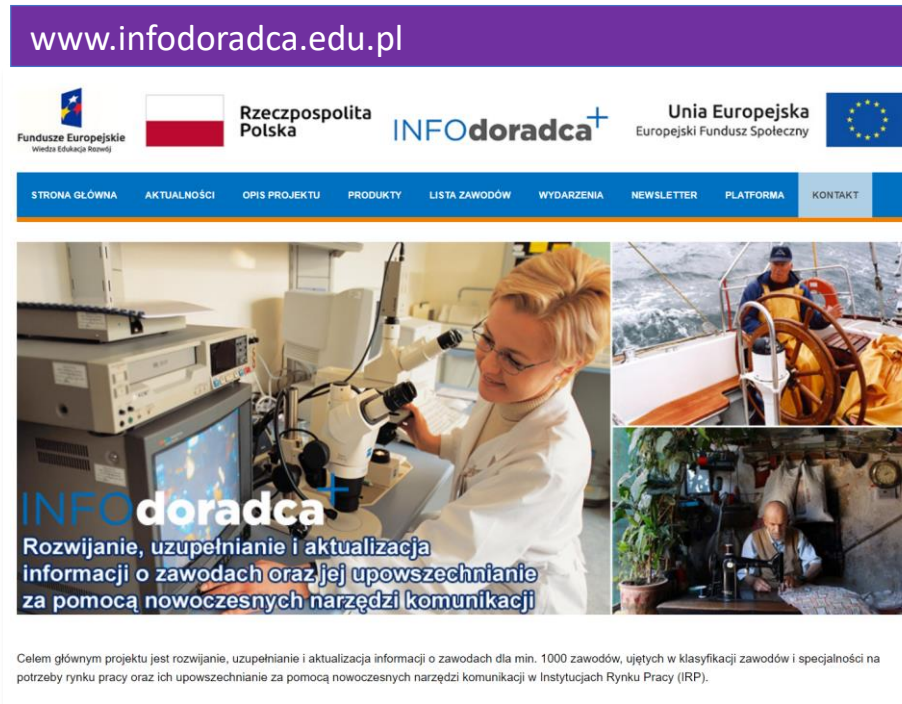 www.infodoradca.edu.pl
Fundusze Europejskie
Wiedza Edukacja Rozwój
Rzeczpospolita
Polska
INFOdoradca+
Unia Europejska
Europejski Fundusz Społeczny
STRONA GŁÓWNA AKTUALNOŚCI OPIS PROJEKTU PRODUKTY LISTA ZAWODÓW WYDARZENIA NEWSLETTER PLATFORMA KONTAKT
INFOdoradca+
Rozwijanie, uzupełnianie i aktualizacja
informacji o zawodach oraz jej upowszechnianie
za pomocą nowoczesnych narzędzi komunikacji
Celem głównym projektu jest rozwijanie, uzupełnianie i aktualizacja informacji o zawodach dla min. 1000 zawodów, ujętych w klasyfikacji zawodów i specjalności na
potrzeby rynku pracy oraz ich upowszechnianie za pomocą nowoczesnych narzędzi komunikacji w Instytucjach Rynku Pracy (IRP).